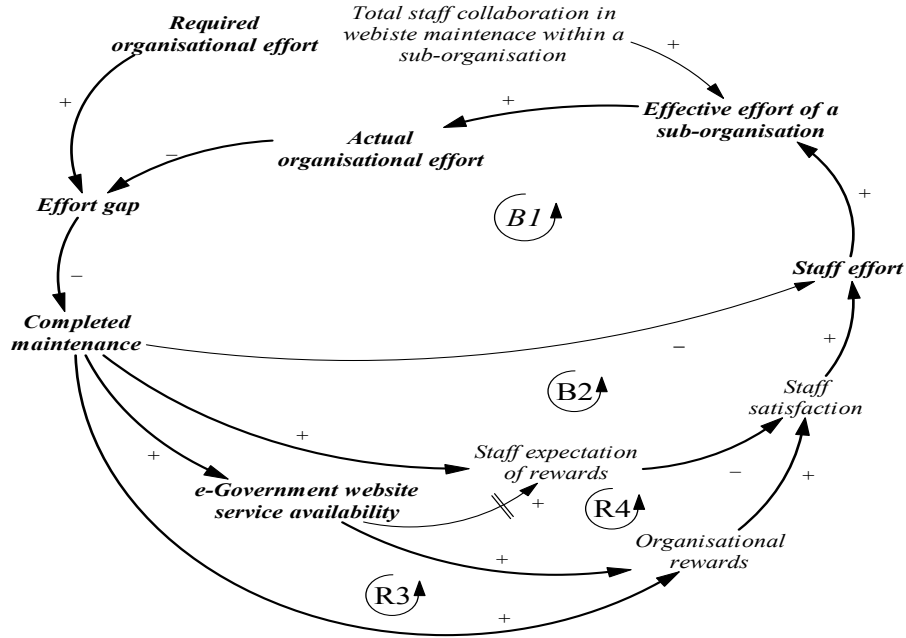 Required
organisational effort
Total staff collaboration in
webiste maintenace within a
sub-organisation
+
+
+
Effective effort of a
sub-organisation
Actual
organisational effort
–
Effort gap
B1
+
Staff effort
–
Completed
maintenance
–
+
B2
Staff
satisfaction
+
+
Staff expectation
of rewards
–
+
e-Government website
service availability
+
R4
Organisational
rewards
+
R3
+